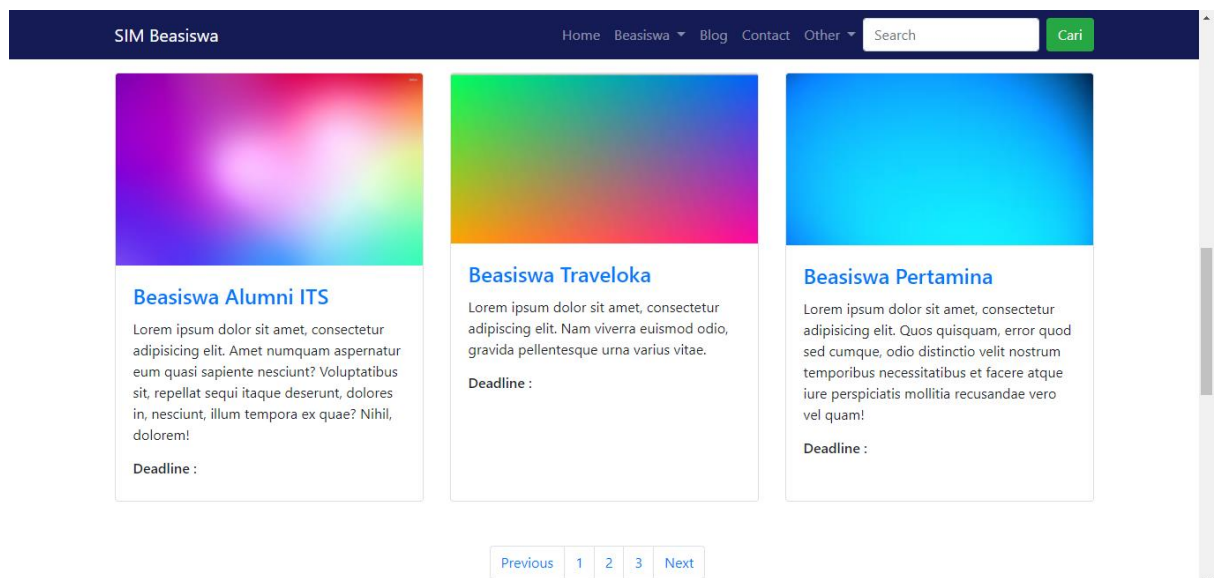 SIM Beasiswa
Home Beasiswa Blog Contact Other Search Cari
Beasiswa Alumni ITS
Lorem ipsum dolor sit amet, consectetur
adipisicing elit. Amet numquam aspernatur
eum quasi sapiente nesciunt? Voluptatibus
sit, repellat sequi itaque deserunt, dolores
in, nesciunt, illum tempora ex quae? Nihil,
dolorem!
Deadline :
Beasiswa Traveloka
Lorem ipsum dolor sit amet, consectetur
adipiscing elit. Nam viverra euismod odio,
gravida pellentesque urna varius vitae.
Deadline :
Beasiswa Pertamina
Lorem ipsum dolor sit amet, consectetur
adipisicing elit. Quos quisquam, error quod
sed cumque, odio distinctio velit nostrum
temporibus necessitatibus et facere atque
iure perspiciatis mollitia recusandae vero
vel quam!
Deadline :
Previous 1 2 3 Next